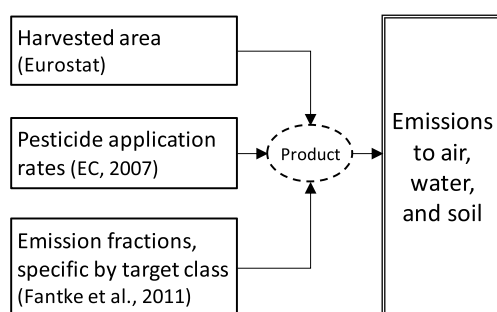 Harvested area
(Eurostat)
Pesticide application
rates (EC, 2007)
Emission fractions,
specific by target class
(Fantke et al., 2011)
Product
Emissions
to air,
water,
and soil